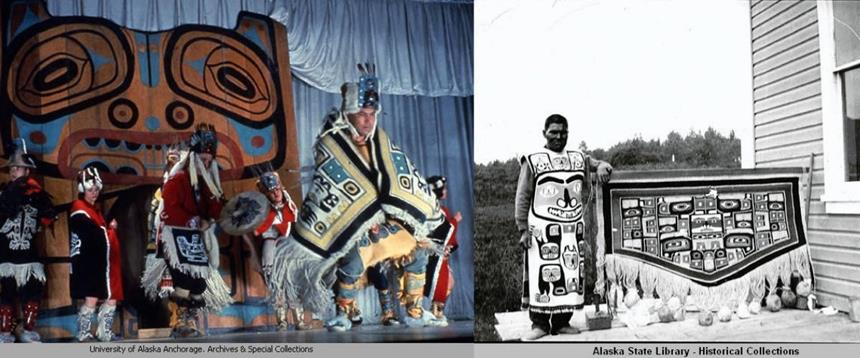 University of Alaska Anchorage. Archives & Special Collections
Alaska State Library - Historical Collections